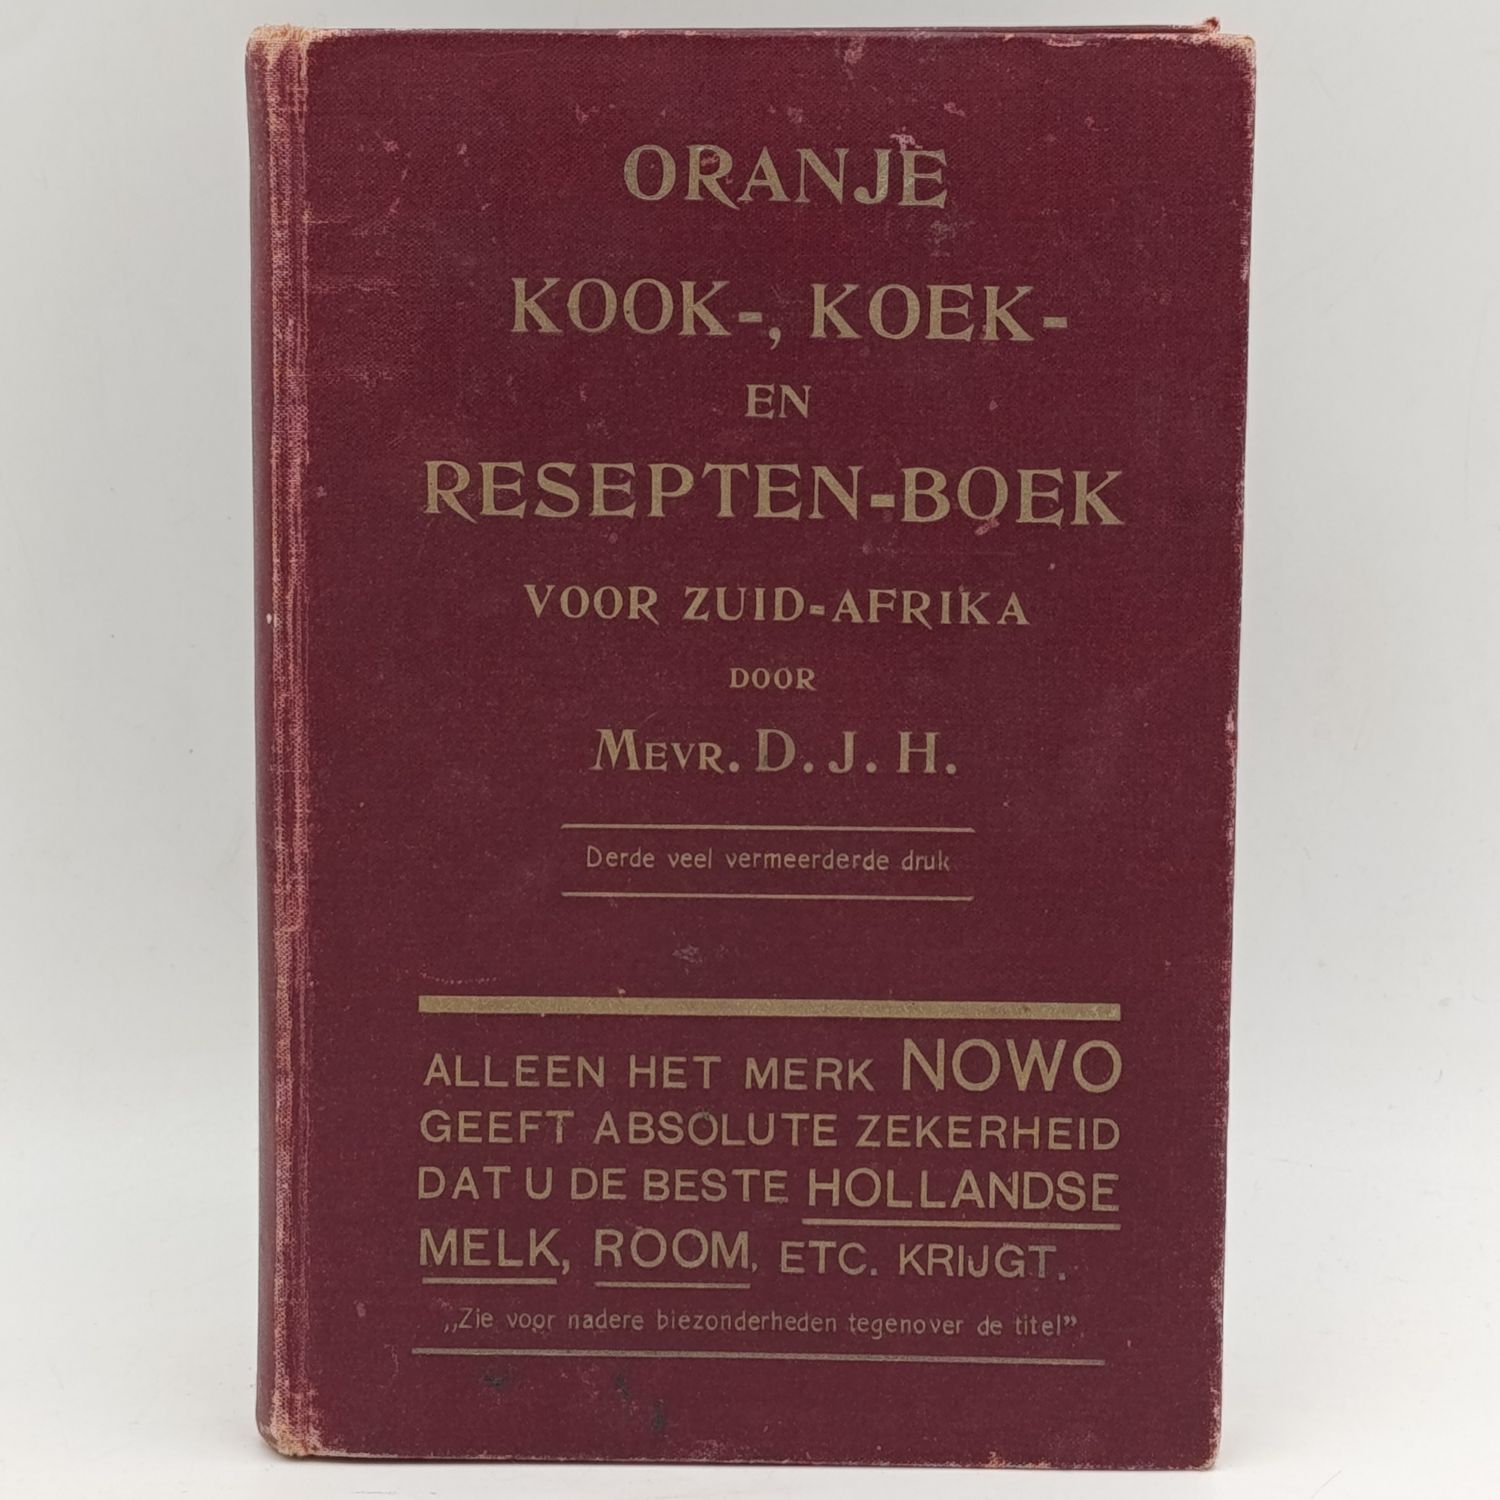 ORANJE
KOOK-, KOEK-
EN
RESEPTEN-BOEK
VOOR ZUID-AFRIKA
DOOR
MEVR. D. J. H.
Derde veel vermeerderde druk
ALLEEN HET MERK NOWO
GEEFT ABSOLUTE ZEKERHEID
DAT U DE BESTE HOLLANDSE
MELK, ROOM, ETC. KRIJGT.
„Zie voor nadere biezonderheden tegenover de titel”